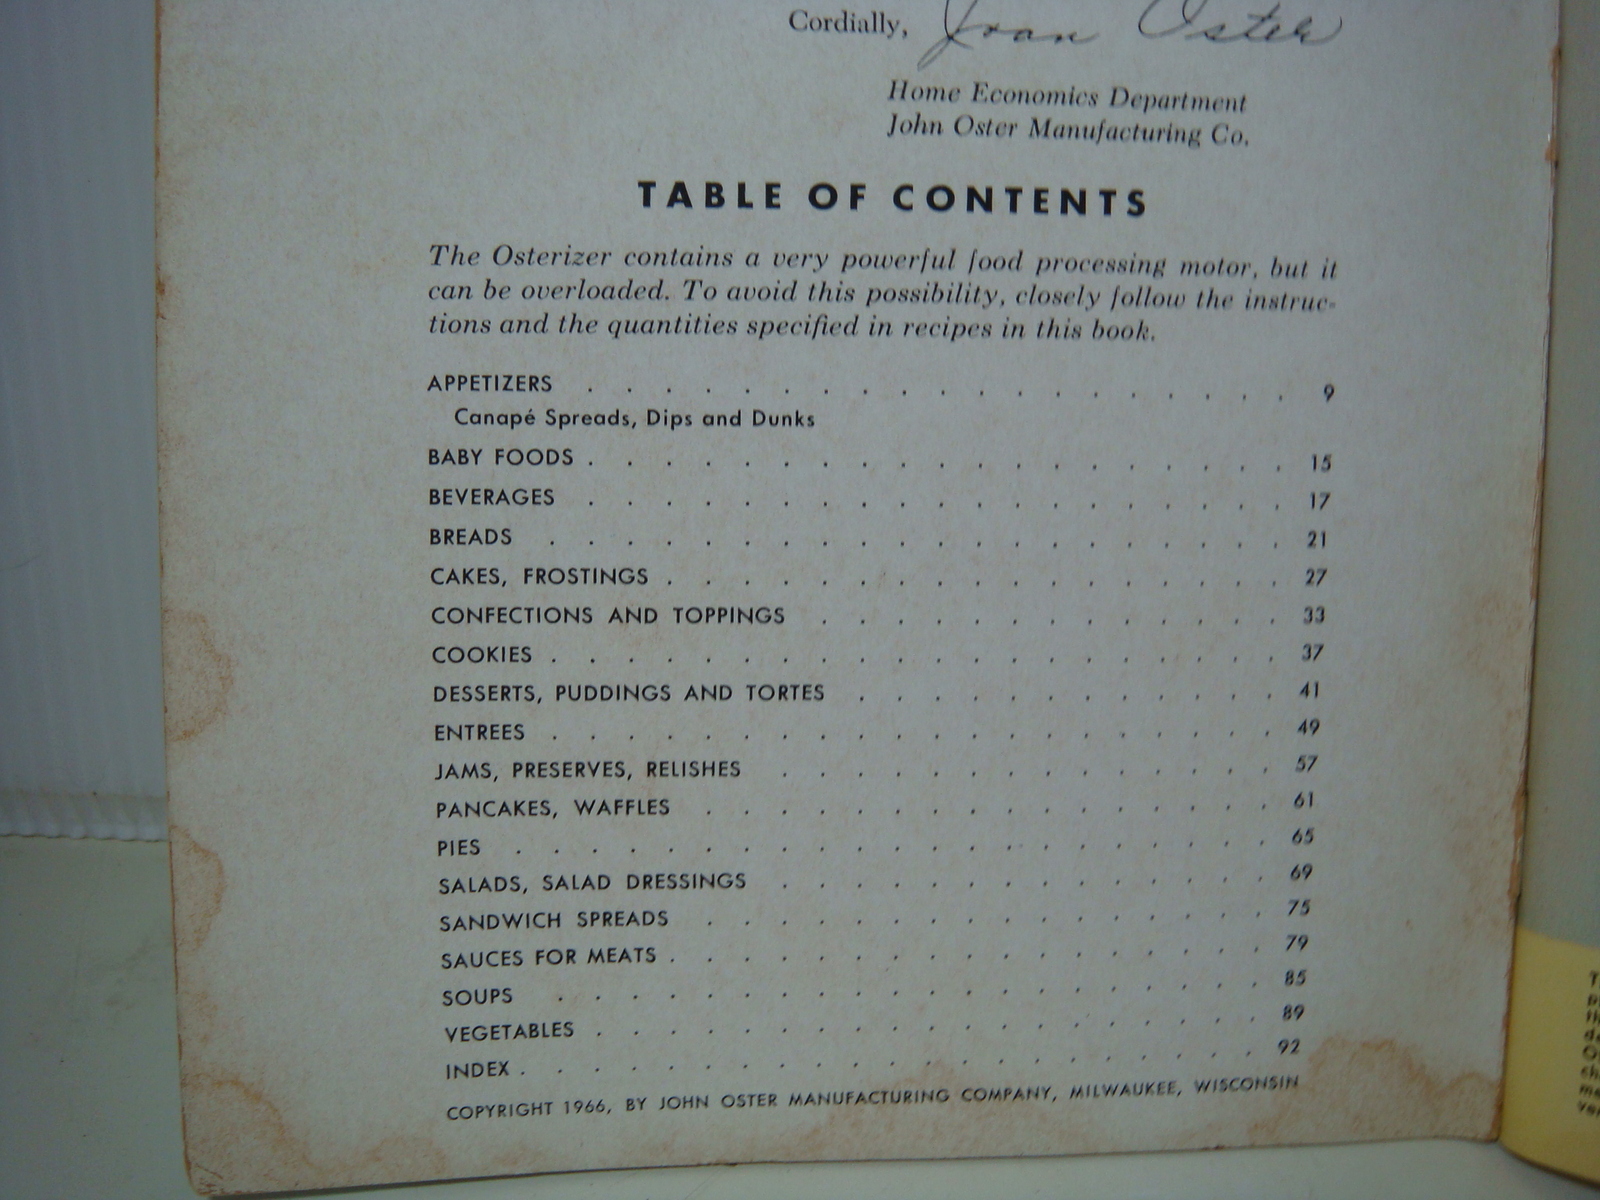 Cordially, Joan Oster
Home Economics Department
John Oster Manufacturing Co.
TABLE OF CONTENTS
The Osterizer contains a very powerful food processing motor, but it
can be overloaded. To avoid this possibility, closely follow the instruc-
tions and the quantities specified in recipes in this book.
APPETIZERS . . . . . . . . . . . . . . . . . . . 9
Canapé Spreads, Dips and Dunks
BABY FOODS . . . . . . . . . . . . . . . . . . . 15
BEVERAGES . . . . . . . . . . . . . . . . . . . 17
BREADS . . . . . . . . . . . . . . . . . . . . 21
CAKES, FROSTINGS . . . . . . . . . . . . . . . . . 27
CONFECTIONS AND TOPPINGS . . . . . . . . . . . . . 33
COOKIES . . . . . . . . . . . . . . . . . . . . 37
DESSERTS, PUDDINGS AND TORTES . . . . . . . . . . . . 41
ENTREES . . . . . . . . . . . . . . . . . . . . 49
JAMS, PRESERVES, RELISHES . . . . . . . . . . . . . . 57
PANCAKES, WAFFLES . . . . . . . . . . . . . . . . 61
PIES . . . . . . . . . . . . . . . . . . . . . 65
SALADS, SALAD DRESSINGS . . . . . . . . . . . . . . 69
SANDWICH SPREADS . . . . . . . . . . . . . . . . 75
SAUCES FOR MEATS . . . . . . . . . . . . . . . . . 79
SOUPS . . . . . . . . . . . . . . . . . . . . 85
VEGETABLES . . . . . . . . . . . . . . . . . . . 89
INDEX . . . . . . . . . . . . . . . . . . . . . 92
COPYRIGHT 1966, BY JOHN OSTER MANUFACTURING COMPANY, MILWAUKEE, WISCONSIN